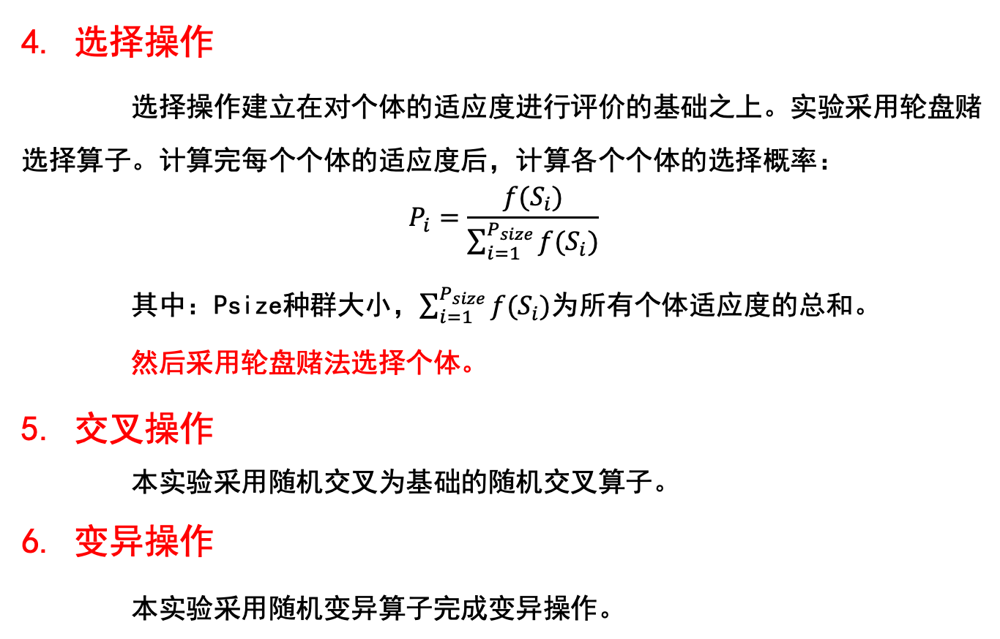 4. 选择操作
选择操作建立在对个体的适应度进行评价的基础之上。实验采用轮盘赌
选择算子。计算完每个个体的适应度后，计算各个个体的选择概率：
$P_i = \frac{f(S_i)}{\sum_{i=1}^{P_{size}} f(S_i)}$
其中：Psize种群大小，$\sum_{i=1}^{P_{size}} f(S_i)$为所有个体适应度的总和。
然后采用轮盘赌法选择个体。
5. 交叉操作
本实验采用随机交叉为基础的随机交叉算子。
6. 变异操作
本实验采用随机变异算子完成变异操作。